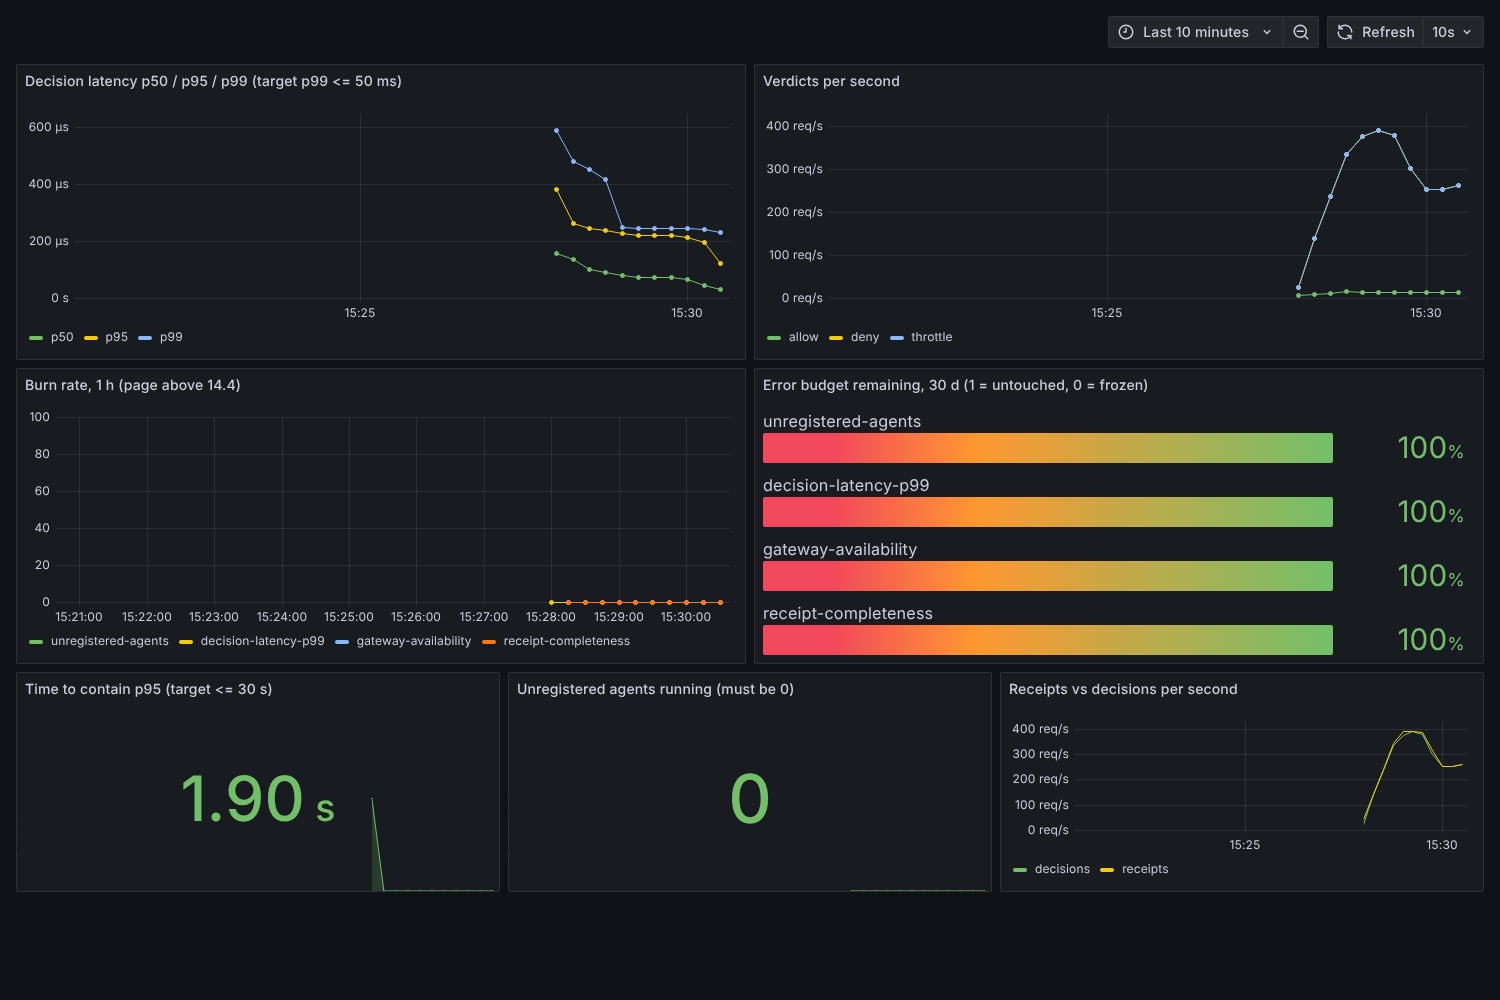 Last 10 minutes
Refresh 10s
Decision latency p50 / p95 / p99 (target p99 <= 50 ms)
600 µs
400 µs
200 µs
0 s
15:25 15:30
p50 p95 p99
Verdicts per second
400 req/s
300 req/s
200 req/s
100 req/s
0 req/s
15:25 15:30
allow deny throttle
Burn rate, 1 h (page above 14.4)
100
80
60
40
20
0
15:21:00 15:22:00 15:23:00 15:24:00 15:25:00 15:26:00 15:27:00 15:28:00 15:29:00 15:30:00
unregistered-agents decision-latency-p99 gateway-availability receipt-completeness
Error budget remaining, 30 d (1 = untouched, 0 = frozen)
unregistered-agents
100%
decision-latency-p99
100%
gateway-availability
100%
receipt-completeness
100%
Time to contain p95 (target <= 30 s)
1.90 s
Unregistered agents running (must be 0)
0
Receipts vs decisions per second
400 req/s
300 req/s
200 req/s
100 req/s
0 req/s
15:25 15:30
decisions receipts